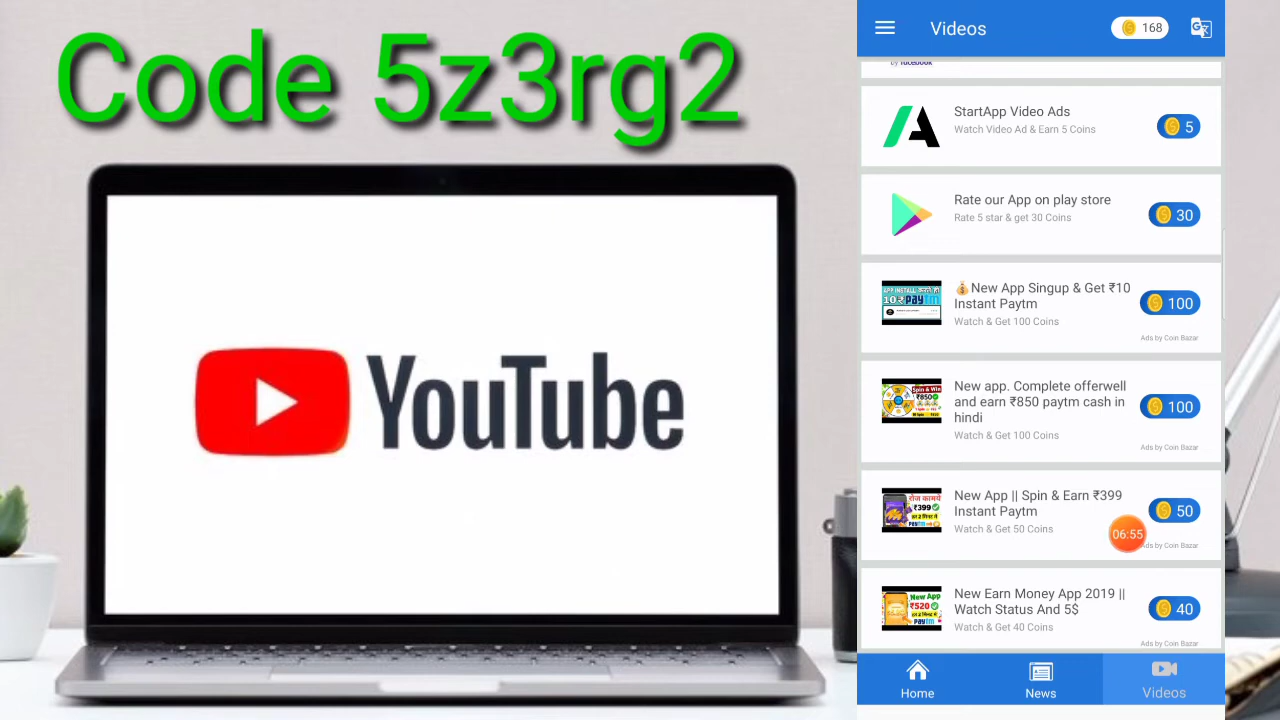 Code 5z3rg2
YouTube
Videos
168
by facebook
StartApp Video Ads
Watch Video Ad & Earn 5 Coins
5
Rate our App on play store
Rate 5 star & get 30 Coins
30
💰New App Singup & Get ₹10
Instant Paytm
Watch & Get 100 Coins
100
Ads by Coin Bazar
New app. Complete offerwell
and earn ₹850 paytm cash in
hindi
Watch & Get 100 Coins
100
Ads by Coin Bazar
New App || Spin & Earn ₹399
Instant Paytm
Watch & Get 50 Coins
50
06:55
Ads by Coin Bazar
New Earn Money App 2019 ||
Watch Status And 5$
Watch & Get 40 Coins
40
Ads by Coin Bazar
Home
News
Videos